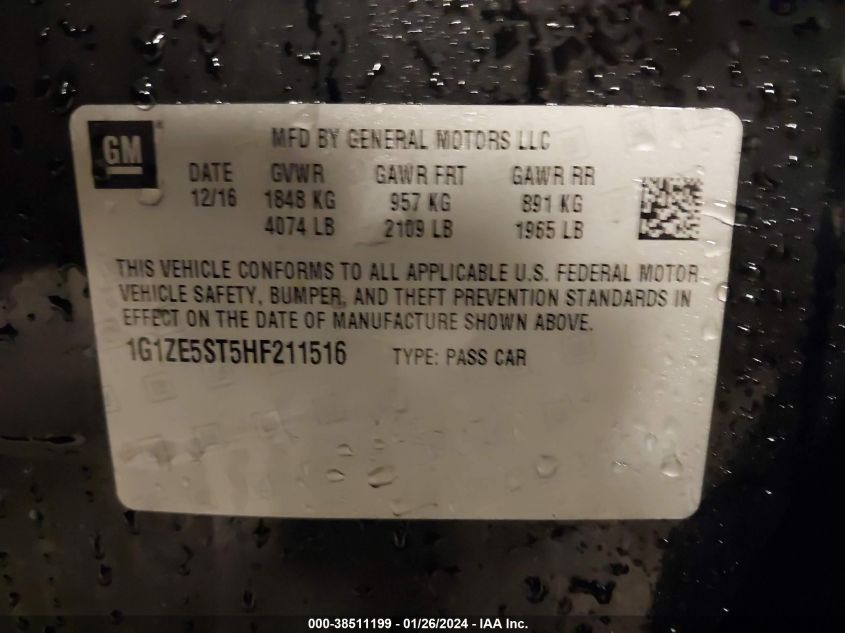 GM
MFD BY GENERAL MOTORS LLC
DATE GVWR GAWR FRT GAWR RR
12/16 1848 KG 957 KG 891 KG
4074 LB 2109 LB 1965 LB
THIS VEHICLE CONFORMS TO ALL APPLICABLE U.S. FEDERAL MOTOR
VEHICLE SAFETY, BUMPER, AND THEFT PREVENTION STANDARDS IN
EFFECT ON THE DATE OF MANUFACTURE SHOWN ABOVE.
1G1ZE5ST5HF211516 TYPE: PASS CAR
000-38511199 - 01/26/2024 - IAA Inc.